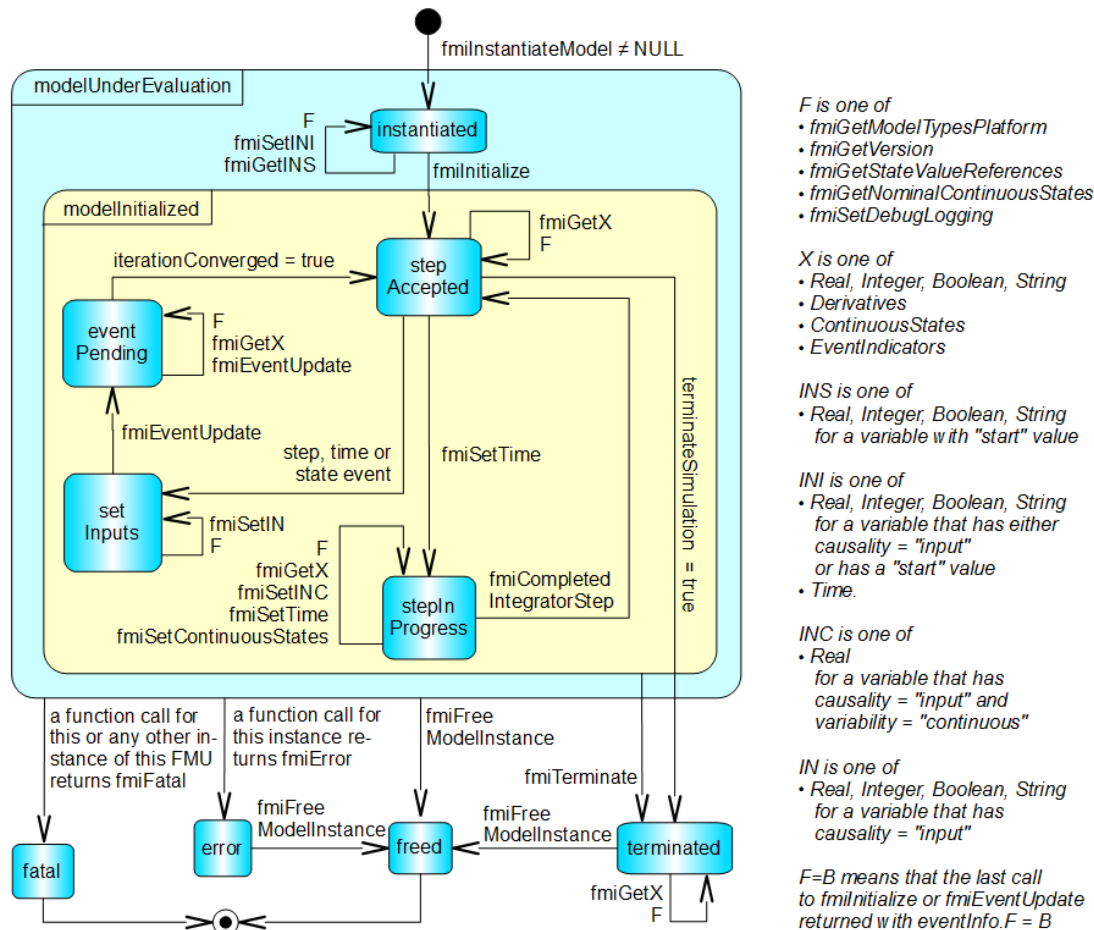 fmiInstantiateModel ≠ NULL
modelUnderEvaluation
F
fmiSetINI
fmiGetINS
instantiated
fmiInitialize
modelInitialized
fmiGetX
F
step
Accepted
iterationConverged = true
event
Pending
F
fmiGetX
fmiEventUpdate
fmiEventUpdate
step, time or
state event
fmiSetTime
terminateSimulation = true
set
Inputs
fmiSetIN
F
F
fmiGetX
fmiSetINC
fmiSetTime
fmiSetContinuousStates
stepIn
Progress
fmiCompleted
IntegratorStep
a function call for
this or any other in-
stance of this FMU
returns fmiFatal
a function call for
this instance re-
turns fmiError
fmiFree
ModelInstance
fmiTerminate
fmiFree
ModelInstance
fmiFree
ModelInstance
fatal
error
freed
terminated
fmiGetX
F
F is one of
• fmiGetModelTypesPlatform
• fmiGetVersion
• fmiGetStateValueReferences
• fmiGetNominalContinuousStates
• fmiSetDebugLogging
X is one of
• Real, Integer, Boolean, String
• Derivatives
• ContinuousStates
• EventIndicators
INS is one of
• Real, Integer, Boolean, String
for a variable with "start" value
INI is one of
• Real, Integer, Boolean, String
for a variable that has either
causality = "input"
or has a "start" value
• Time.
INC is one of
• Real
for a variable that has
causality = "input" and
variability = "continuous"
IN is one of
• Real, Integer, Boolean, String
for a variable that has
causality = "input"
F=B means that the last call
to fmiInitialize or fmiEventUpdate
returned with eventInfo.F = B